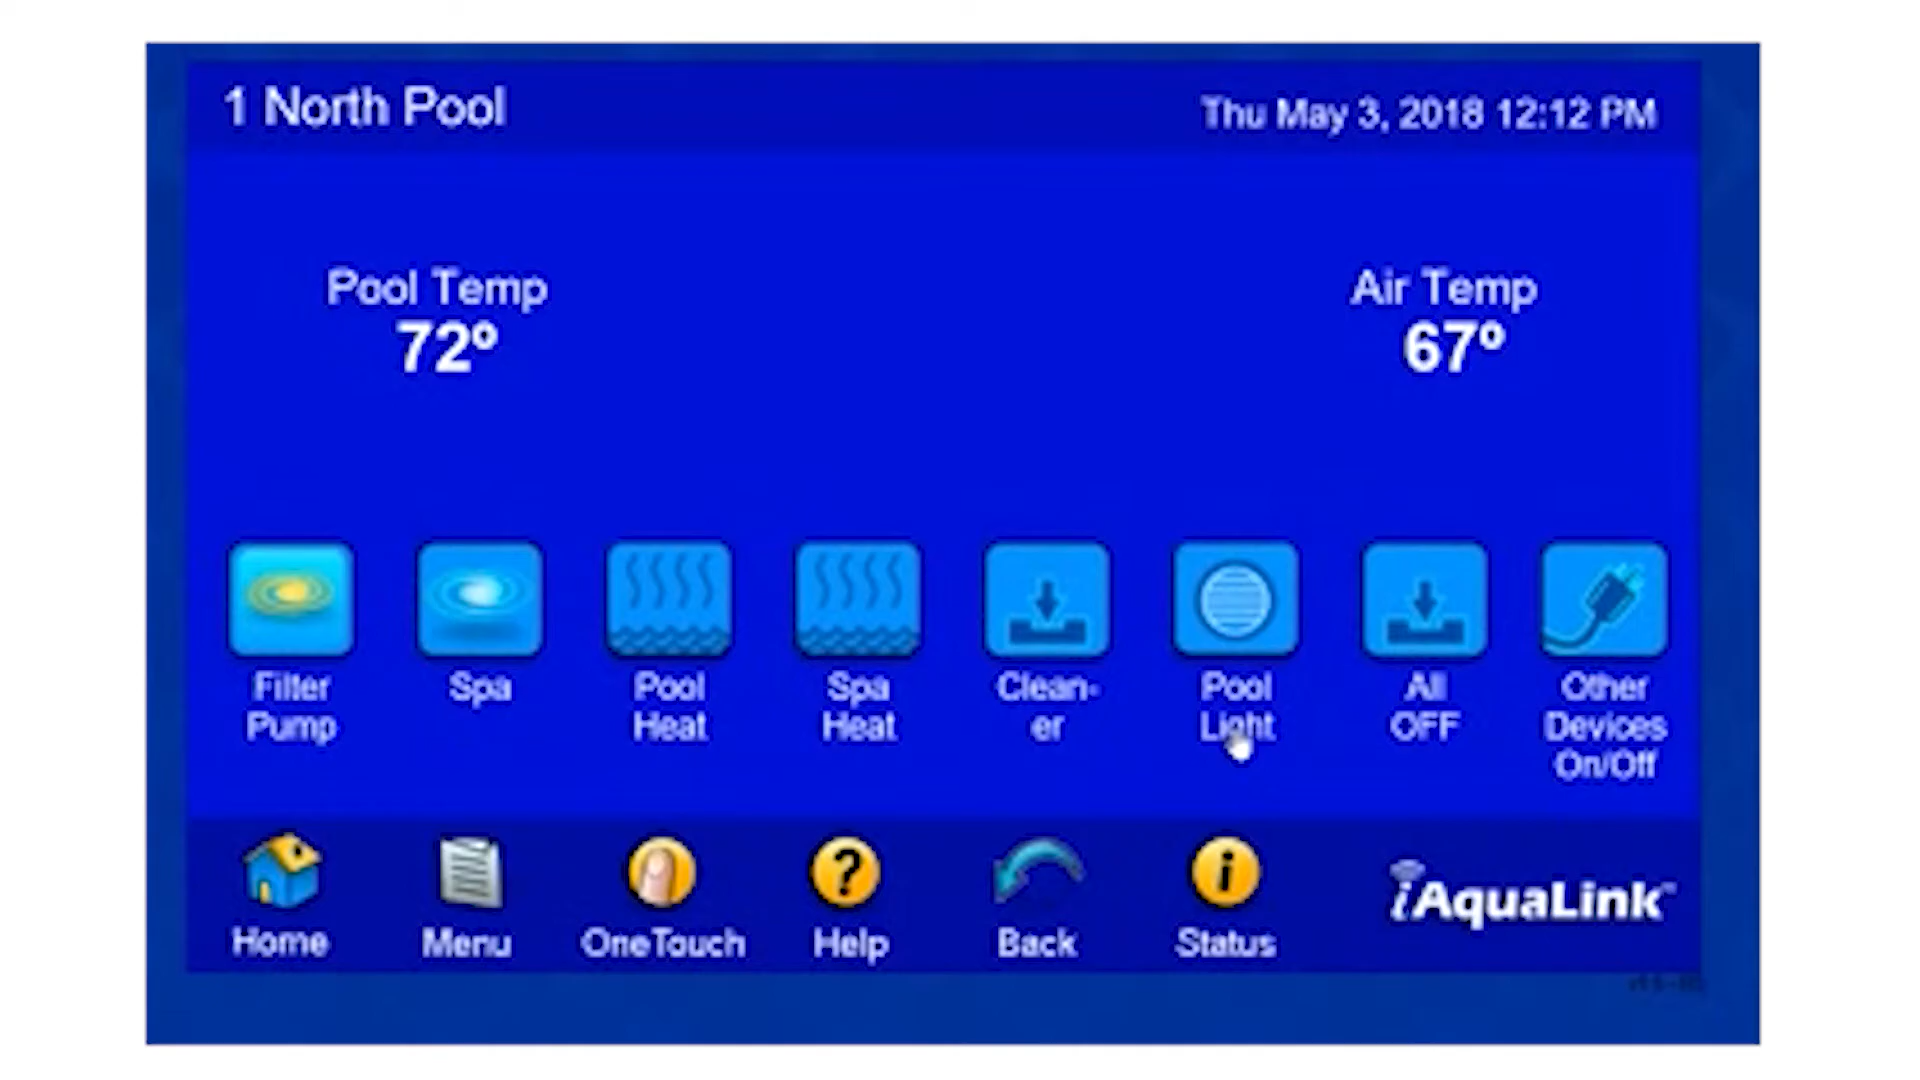 1 North Pool
Thu May 3, 2018 12:12 PM
Pool Temp
72°
Air Temp
67°
Filter
Pump
Spa
Pool
Heat
Spa
Heat
Clean-
er
Pool
Light
All
OFF
Other
Devices
On/Off
Home
Menu
OneTouch
Help
Back
Status
iAquaLink™